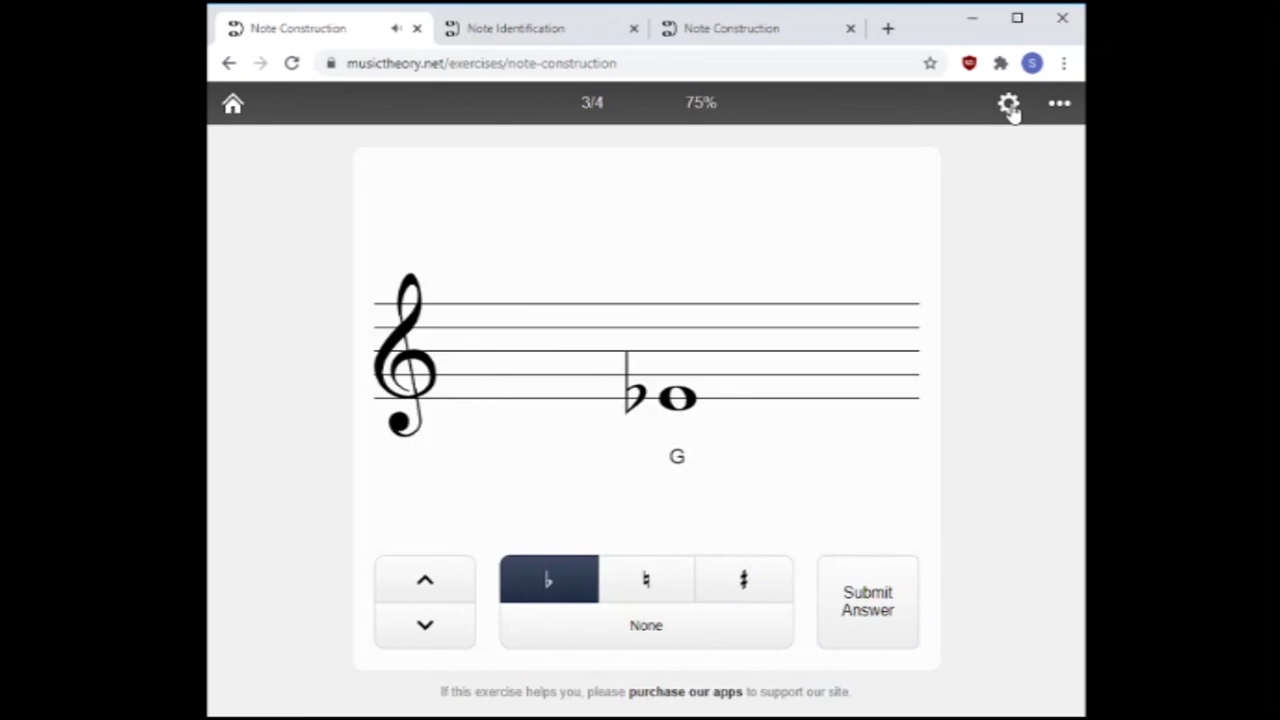 Note Construction
Note Identification
Note Construction
musictheory.net/exercises/note-construction
S
3/4
75%
G
None
Submit
Answer
If this exercise helps you, please purchase our apps to support our site.